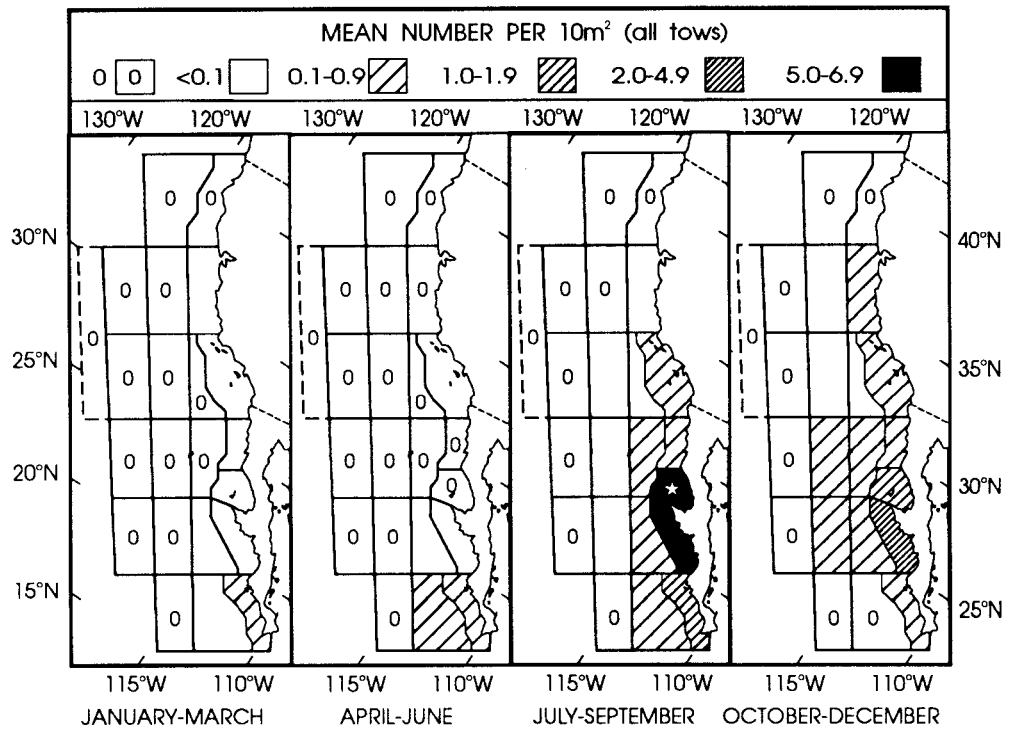 MEAN NUMBER PER 10m² (all tows)
0 0 <0.1 0.1-0.9 1.0-1.9 2.0-4.9 5.0-6.9
130°W 120°W 130°W 120°W 130°W 120°W 130°W 120°W
0 0 0 0 0 0 0 0
30°N 40°N
0 0 0 0 0 0 0 0
0 0 0 0
25°N 35°N
0 0 0 0 0 0
0 0
0
20°N 0 0 0 0 0 0 0 0 30°N
0
0 0 0 0 0 0
15°N 25°N
0 0 0 0 0
115°W 110°W 115°W 110°W 115°W 110°W 115°W 110°W
JANUARY-MARCH APRIL-JUNE JULY-SEPTEMBER OCTOBER-DECEMBER